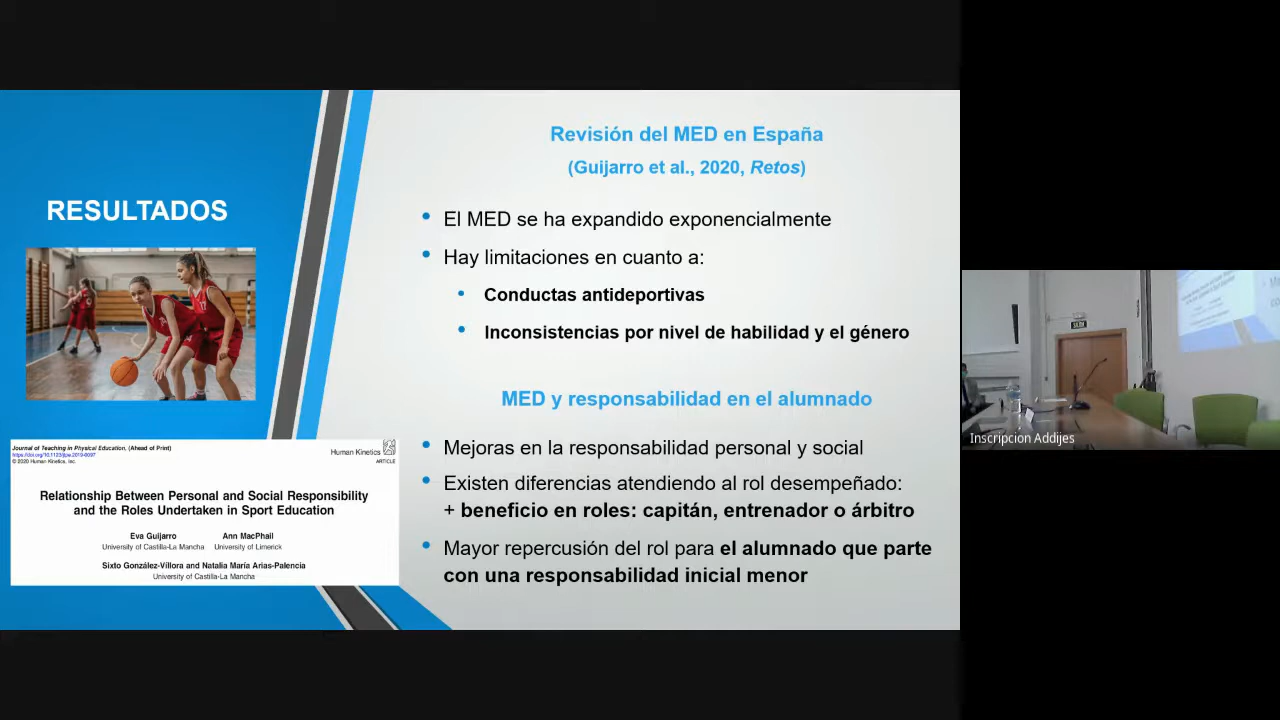 RESULTADOS
Journal of Teaching in Physical Education, (Ahead of Print)
© 2020 Human Kinetics, Inc.
Human Kinetics
ARTICLE
Relationship Between Personal and Social Responsibility
and the Roles Undertaken in Sport Education
Eva Guijarro
University of Castilla-La Mancha
Ann MacPhail
University of Limerick
Sixto González-Víllora and Natalia María Arias-Palencia
University of Castilla-La Mancha
Revisión del MED en España
(Guijarro et al., 2020, Retos)
• El MED se ha expandido exponencialmente
• Hay limitaciones en cuanto a:
• Conductas antideportivas
• Inconsistencias por nivel de habilidad y el género
MED y responsabilidad en el alumnado
• Mejoras en la responsabilidad personal y social
• Existen diferencias atendiendo al rol desempeñado:
+ beneficio en roles: capitán, entrenador o árbitro
• Mayor repercusión del rol para el alumnado que parte
con una responsabilidad inicial menor
Inscripcion Addijes